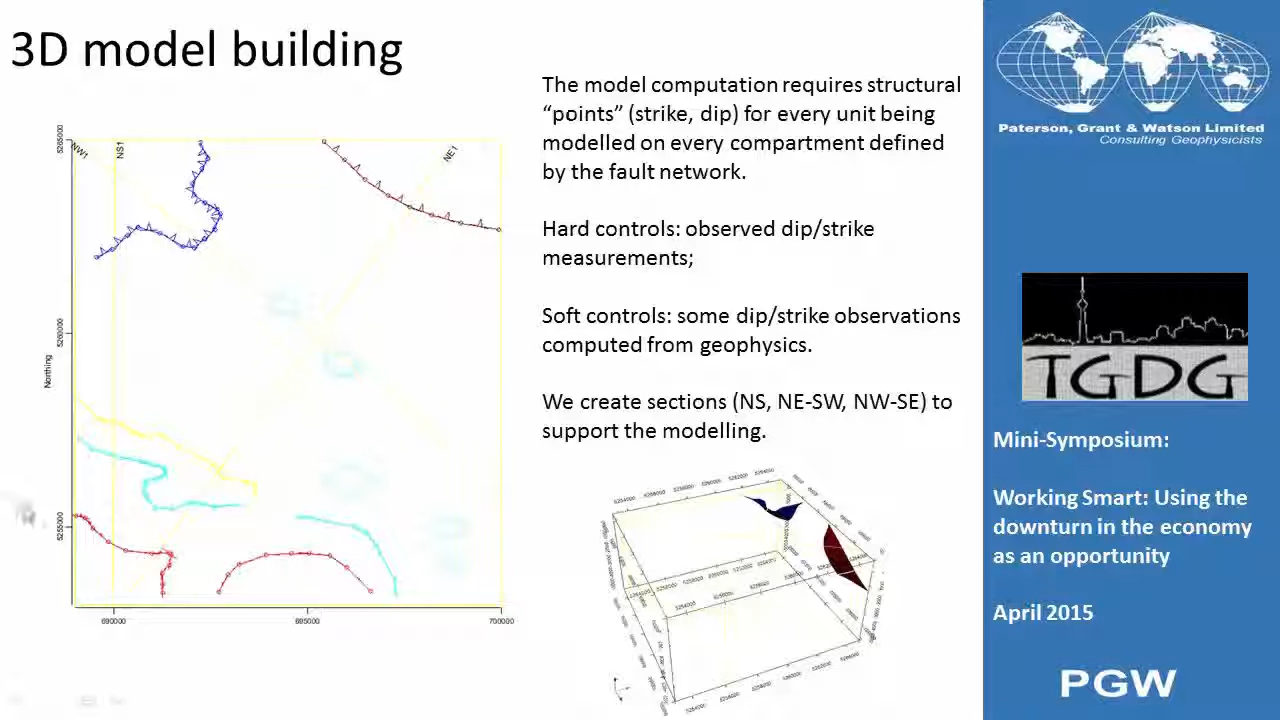 3D model building
The model computation requires structural
“points” (strike, dip) for every unit being
modelled on every compartment defined
by the fault network.
Hard controls: observed dip/strike
measurements;
Soft controls: some dip/strike observations
computed from geophysics.
We create sections (NS, NE-SW, NW-SE) to
support the modelling.
NW1
NS1
NE1
5265000
5260000
Northing
5255000
690000
695000
700000
Paterson, Grant & Watson Limited
Consulting Geophysicists
TGDG
Mini-Symposium:
Working Smart: Using the
downturn in the economy
as an opportunity
April 2015
PGW